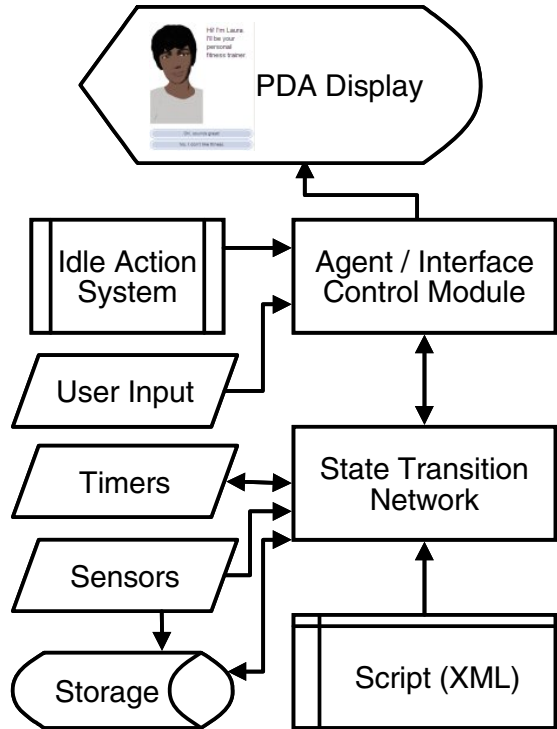 Hi! I'm Laura
I'll be your
personal
fitness trainer.
PDA Display
Idle Action
System
Agent / Interface
Control Module
User Input
Timers
State Transition
Network
Sensors
Storage
Script (XML)